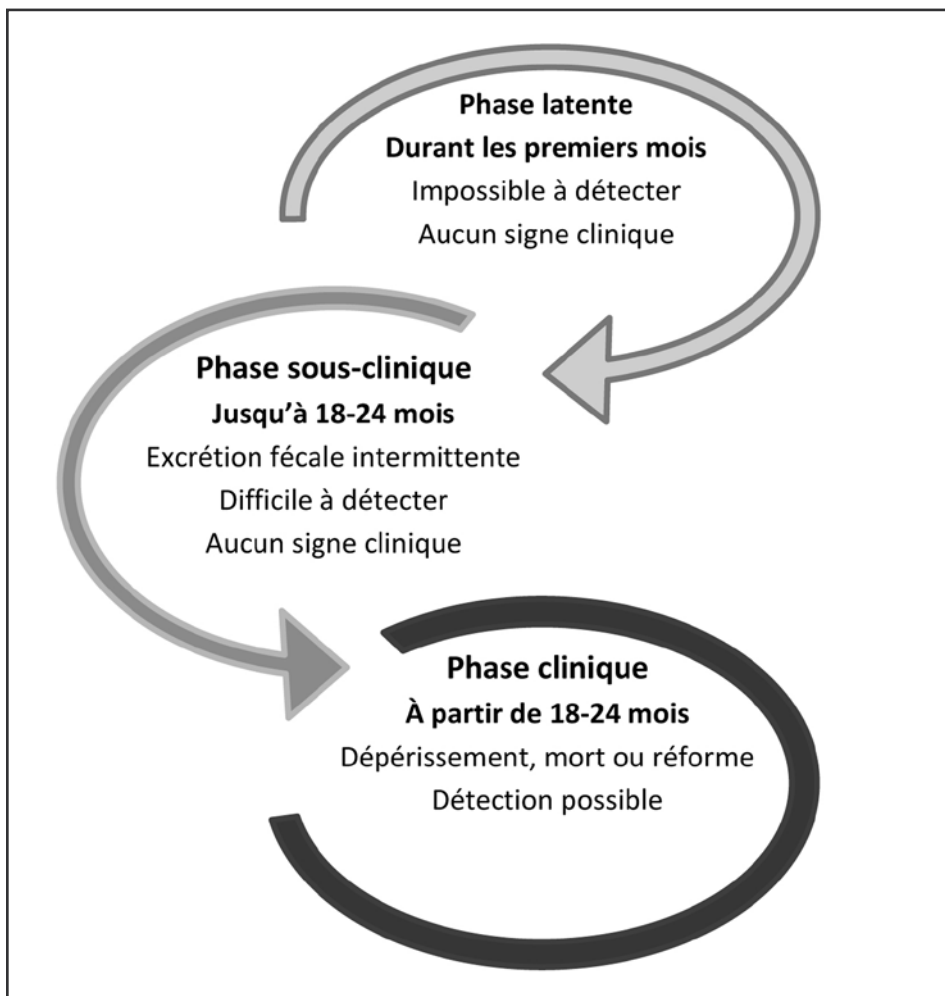 Phase latente
Durant les premiers mois
Impossible à détecter
Aucun signe clinique
Phase sous-clinique
Jusqu’à 18-24 mois
Excrétion fécale intermittente
Difficile à détecter
Aucun signe clinique
Phase clinique
À partir de 18-24 mois
Dépérissement, mort ou réforme
Détection possible